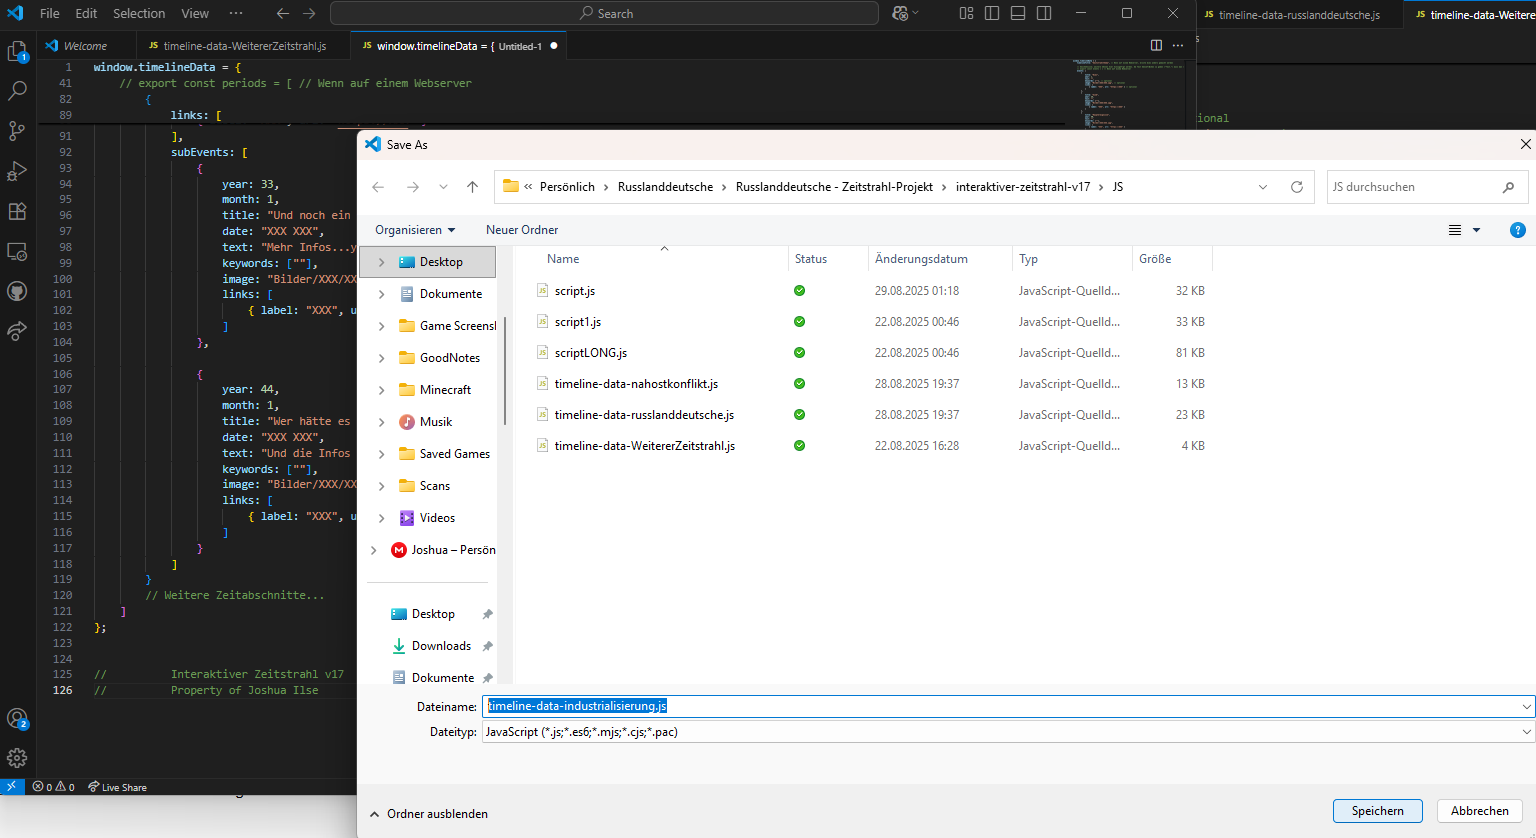 File Edit Selection View ··· Search
JS timeline-data-russlanddeutsche.js JS timeline-data-Weitere
Welcome JS timeline-data-WeitererZeitstrahl.js JS window.timelineData = { Untitled-1
1 window.timelineData = {
41 // export const periods = [ // Wenn auf einem Webserver
82 {
89 links: [
91 ],
92 subEvents: [
93 {
94 year: 33,
95 month: 1,
96 title: "Und noch ein
97 date: "XXX XXX",
98 text: "Mehr Infos...y
99 keywords: [""],
100 image: "Bilder/XXX/XX
101 links: [
102 { label: "XXX", u
103 ]
104 },
105
106 {
107 year: 44,
108 month: 1,
109 title: "Wer hätte es
110 date: "XXX XXX",
111 text: "Und die Infos
112 keywords: [""],
113 image: "Bilder/XXX/XX
114 links: [
115 { label: "XXX", u
116 ]
117 }
118 ]
119 }
120 // Weitere Zeitabschnitte...
121 ]
122 };
123
124
125 // Interaktiver Zeitstrahl v17
126 // Property of Joshua Ilse
1
2
0 0 Live Share
ional
Save As
« Persönlich › Russlanddeutsche › Russlanddeutsche - Zeitstrahl-Projekt › interaktiver-zeitstrahl-v17 › JS
JS durchsuchen
Organisieren Neuer Ordner
?
Desktop
Dokumente
Game Screensh
GoodNotes
Minecraft
Musik
Saved Games
Scans
Videos
M Joshua – Persön
Desktop
Downloads
Dokumente
Name Status Änderungsdatum Typ Größe
JS script.js 29.08.2025 01:18 JavaScript-Quelld... 32 KB
JS script1.js 22.08.2025 00:46 JavaScript-Quelld... 33 KB
JS scriptLONG.js 22.08.2025 00:46 JavaScript-Quelld... 81 KB
JS timeline-data-nahostkonflikt.js 28.08.2025 19:37 JavaScript-Quelld... 13 KB
JS timeline-data-russlanddeutsche.js 28.08.2025 19:37 JavaScript-Quelld... 23 KB
JS timeline-data-WeitererZeitstrahl.js 22.08.2025 16:28 JavaScript-Quelld... 4 KB
Dateiname: timeline-data-industrialisierung.js
Dateityp: JavaScript (*.js;*.es6;*.mjs;*.cjs;*.pac)
Ordner ausblenden
Speichern Abbrechen